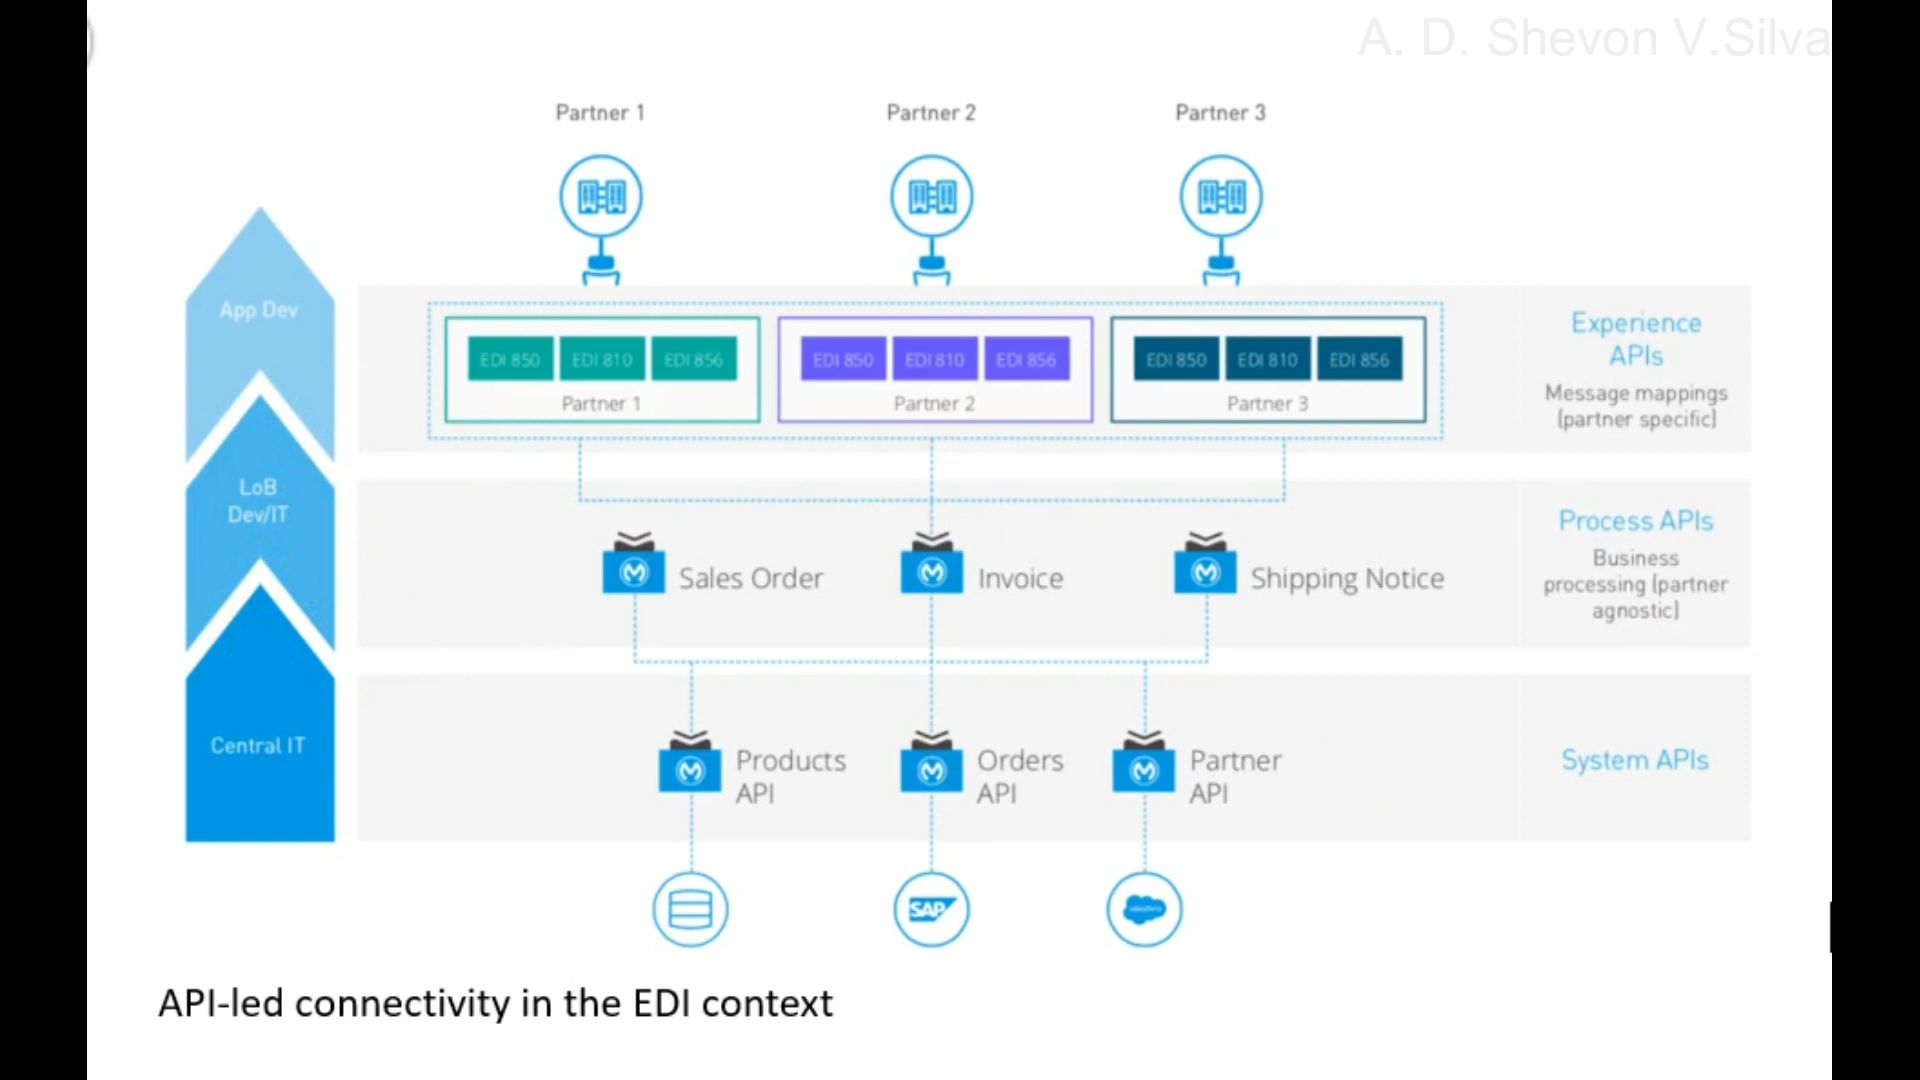 A. D. Shevon V.Silva
Partner 1
Partner 2
Partner 3
App Dev
EDI 850
EDI 810
EDI 856
Partner 1
EDI 850
EDI 810
EDI 856
Partner 2
EDI 850
EDI 810
EDI 856
Partner 3
Experience
APIs
Message mappings
(partner specific)
LoB
Dev/IT
Sales Order
Invoice
Shipping Notice
Process APIs
Business
processing (partner
agnostic)
Central IT
Products
API
Orders
API
Partner
API
System APIs
SAP
salesforce
API-led connectivity in the EDI context